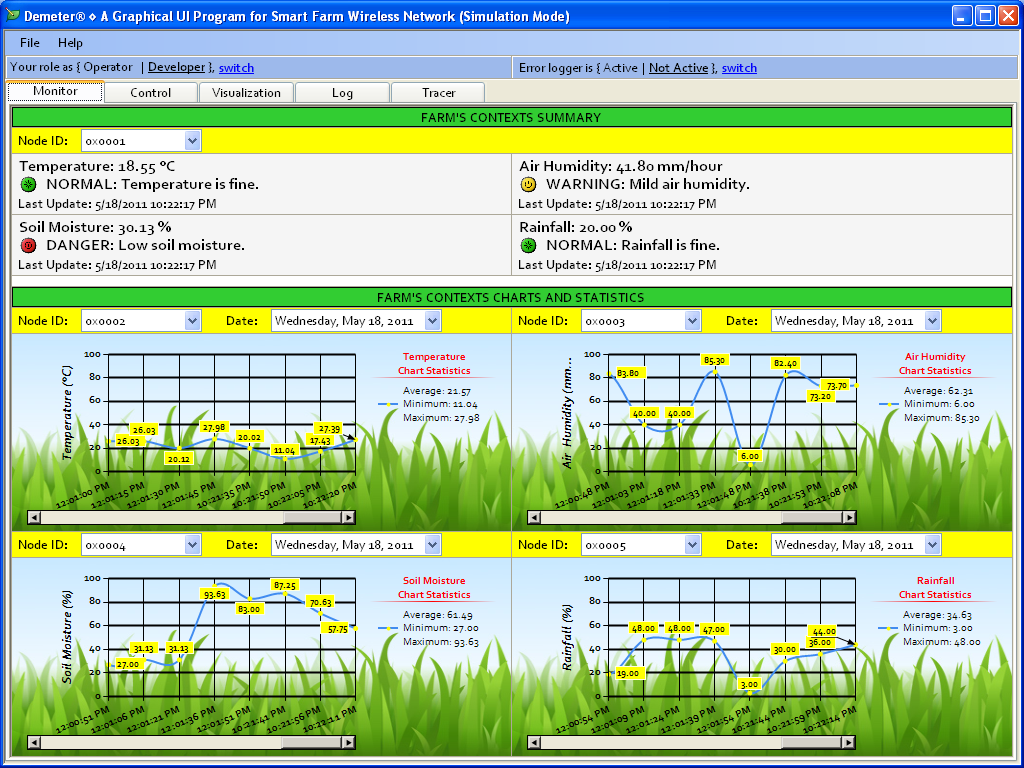 Demeter® ◊ A Graphical UI Program for Smart Farm Wireless Network (Simulation Mode)
File Help
Your role as { Operator | Developer }, switch
Error logger is { Active | Not Active }, switch
Monitor Control Visualization Log Tracer
FARM'S CONTEXTS SUMMARY
Node ID: 0x0001
Temperature: 18.55 °C
NORMAL: Temperature is fine.
Last Update: 5/18/2011 10:22:17 PM
Air Humidity: 41.80 mm/hour
WARNING: Mild air humidity.
Last Update: 5/18/2011 10:22:17 PM
Soil Moisture: 30.13 %
DANGER: Low soil moisture.
Last Update: 5/18/2011 10:22:17 PM
Rainfall: 20.00 %
NORMAL: Rainfall is fine.
Last Update: 5/18/2011 10:22:17 PM
FARM'S CONTEXTS CHARTS AND STATISTICS
Node ID: 0x0002 Date: Wednesday, May 18, 2011
Temperature (°C)
100
80
60
40
20
0
26.03 26.03 20.12 27.98 20.02 11.04 17.43 27.39
12:01:00 PM 12:01:15 PM 12:01:30 PM 12:01:45 PM 10:21:35 PM 10:21:50 PM 10:22:05 PM 10:22:20 PM
Temperature
Chart Statistics
Average: 21.57
Minimum: 11.04
Maximum: 27.98
Node ID: 0x0003 Date: Wednesday, May 18, 2011
Air Humidity (mm...
100
80
60
40
20
0
83.80 40.00 40.00 85.30 6.00 82.40 73.20 73.70
12:00:48 PM 12:01:03 PM 12:01:18 PM 12:01:33 PM 12:01:48 PM 10:21:38 PM 10:21:53 PM 10:22:08 PM
Air Humidity
Chart Statistics
Average: 62.31
Minimum: 6.00
Maximum: 85.30
Node ID: 0x0004 Date: Wednesday, May 18, 2011
Soil Moisture (%)
100
80
60
40
20
0
27.00 31.13 31.13 93.63 83.00 87.25 70.63 57.75
12:00:51 PM 12:01:06 PM 12:01:21 PM 12:01:36 PM 12:01:51 PM 10:21:41 PM 10:21:56 PM 10:22:11 PM
Soil Moisture
Chart Statistics
Average: 61.49
Minimum: 27.00
Maximum: 93.63
Node ID: 0x0005 Date: Wednesday, May 18, 2011
Rainfall (%)
100
80
60
40
20
0
19.00 48.00 48.00 47.00 3.00 30.00 36.00 44.00
12:00:54 PM 12:01:09 PM 12:01:24 PM 12:01:39 PM 12:01:54 PM 10:21:44 PM 10:21:59 PM 10:22:14 PM
Rainfall
Chart Statistics
Average: 34.63
Minimum: 3.00
Maximum: 48.00